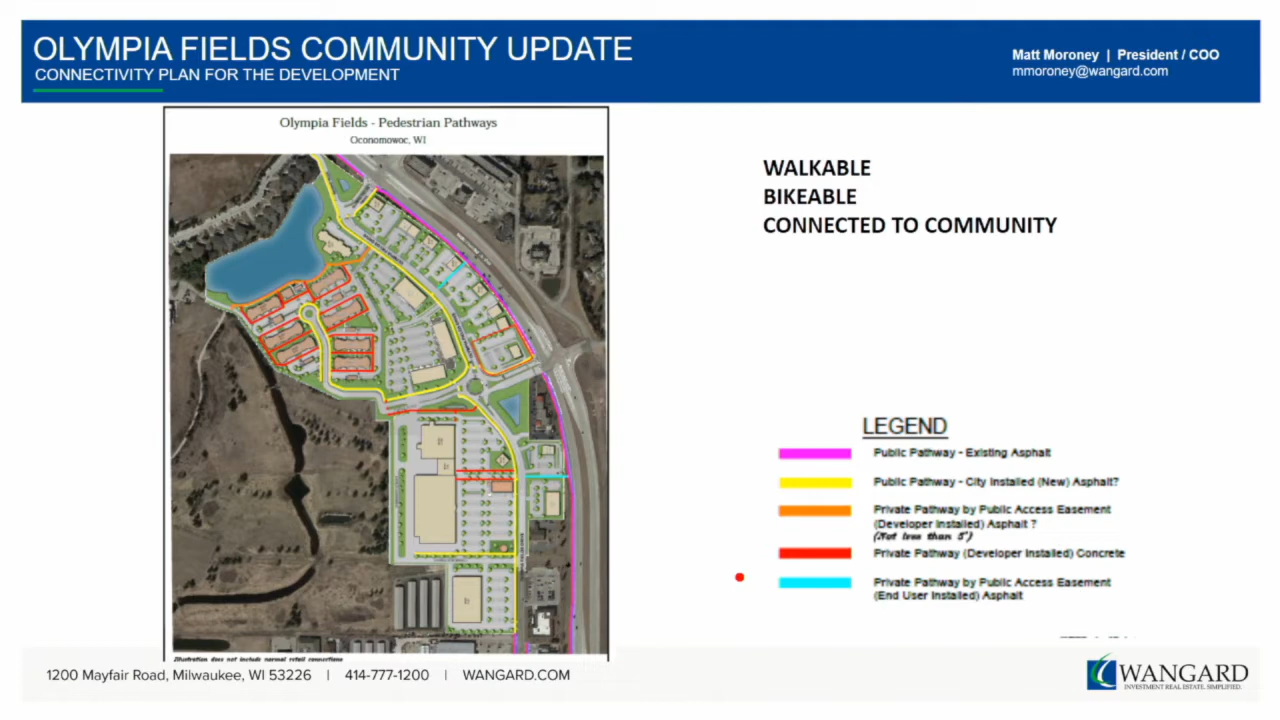 OLYMPIA FIELDS COMMUNITY UPDATE
CONNECTIVITY PLAN FOR THE DEVELOPMENT
Matt Moroney | President / COO
mmoroney@wangard.com
Olympia Fields - Pedestrian Pathways
Oconomowoc, WI
WALKABLE
BIKEABLE
CONNECTED TO COMMUNITY
LEGEND
Public Pathway - Existing Asphalt
Public Pathway - City Installed (New) Asphalt?
Private Pathway by Public Access Easement
(Developer Installed) Asphalt ?
(Not less than 5')
Private Pathway (Developer Installed) Concrete
Private Pathway by Public Access Easement
(End User Installed) Asphalt
Illustration does not include normal retail connections
1200 Mayfair Road, Milwaukee, WI 53226 | 414-777-1200 | WANGARD.COM
WANGARD
INVESTMENT REAL ESTATE. SIMPLIFIED.